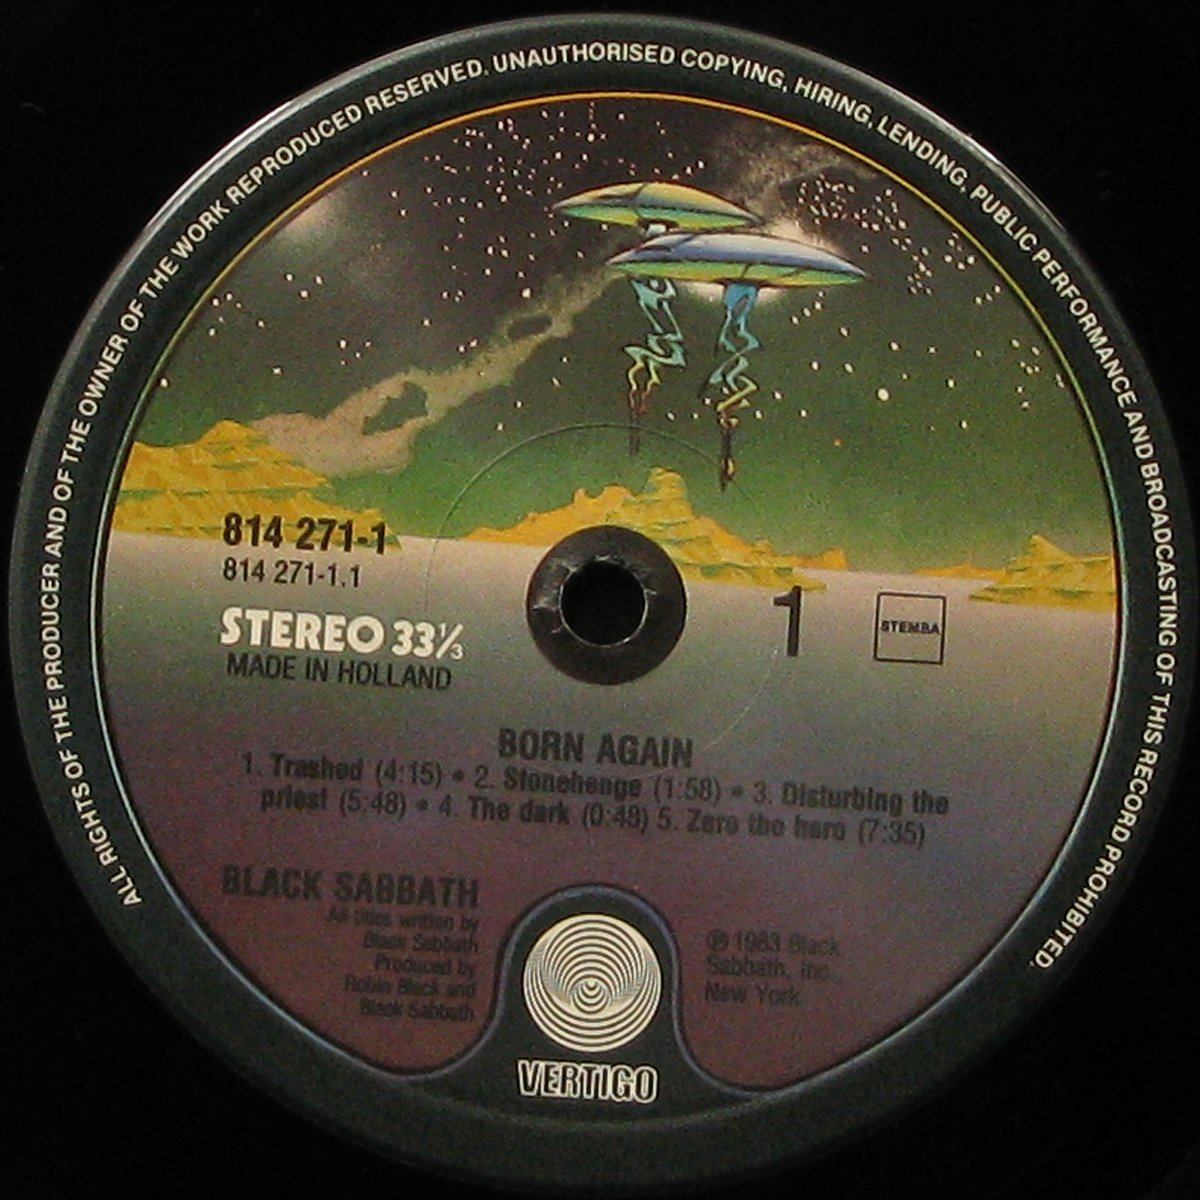 ALL RIGHTS OF THE PRODUCER AND OF THE OWNER OF THE WORK REPRODUCED RESERVED. UNAUTHORISED COPYING, HIRING, LENDING, PUBLIC PERFORMANCE AND BROADCASTING OF THIS RECORD PROHIBITED.
814 271-1
814 271-1.1
STEREO 33⅓
MADE IN HOLLAND
1
STEMRA
BORN AGAIN
1. Trashed (4:15) • 2. Stonehenge (1:58) • 3. Disturbing the
priest (5:48) • 4. The dark (0:48) 5. Zero the hero (7:35)
BLACK SABBATH
All titles written by
Black Sabbath
Produced by
Robin Black and
Black Sabbath
℗ 1983 Black
Sabbath, Inc.,
New York
VERTIGO